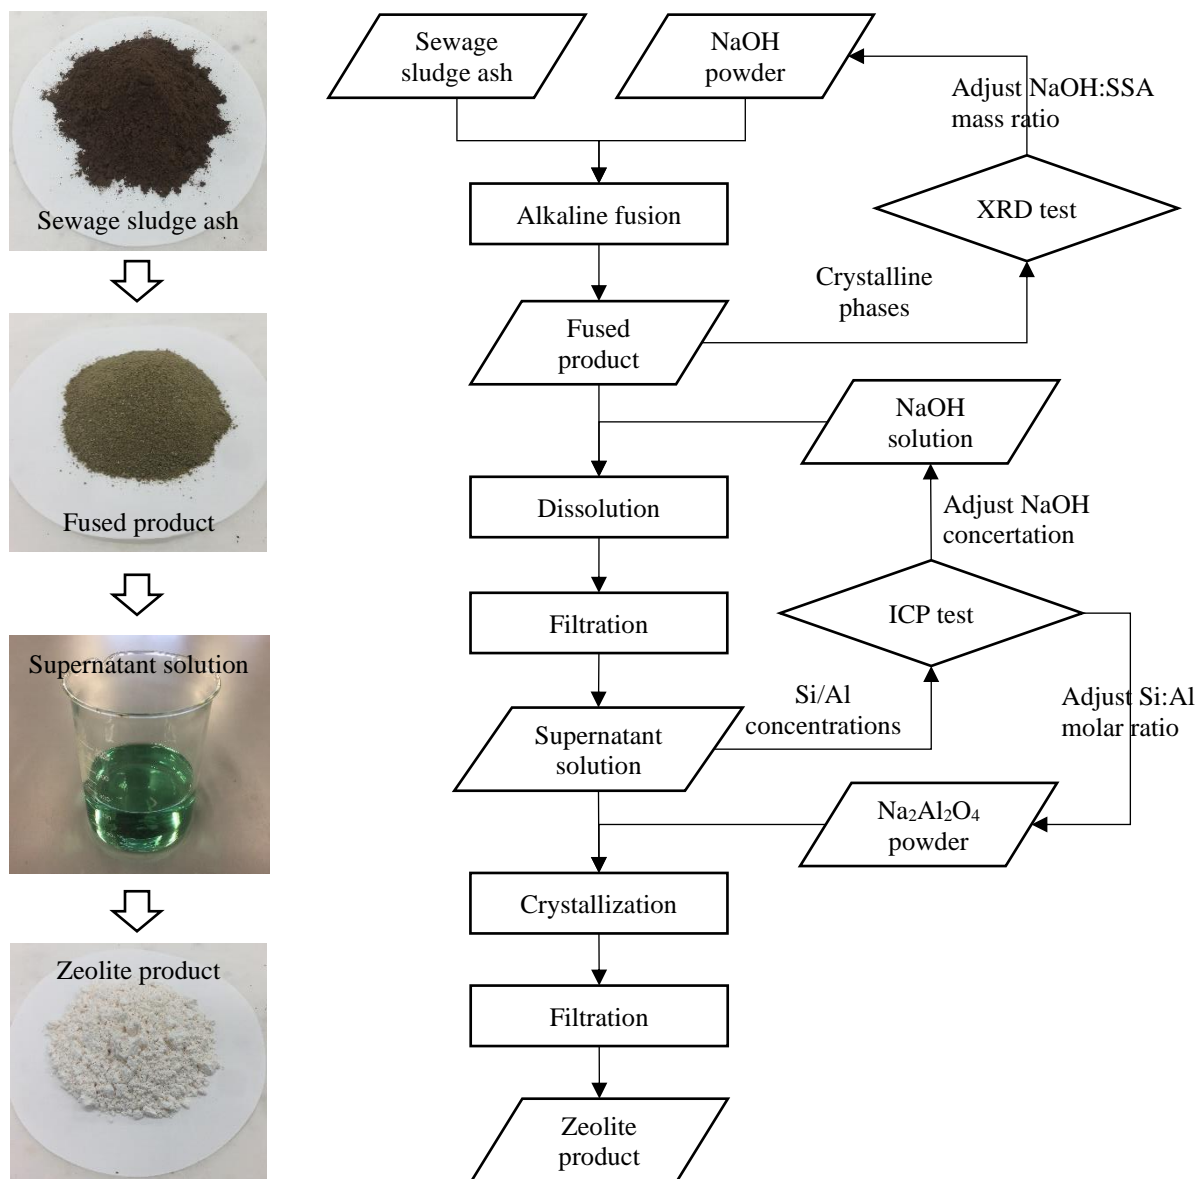 Sewage sludge ash
Fused product
Supernatant solution
Zeolite product
Sewage
sludge ash
NaOH
powder
Adjust NaOH:SSA
mass ratio
Alkaline fusion
XRD test
Crystalline
phases
Fused
product
NaOH
solution
Dissolution
Adjust NaOH
concertation
Filtration
ICP test
Si/Al
concentrations
Adjust Si:Al
molar ratio
Supernatant
solution
Na₂Al₂O₄
powder
Crystallization
Filtration
Zeolite
product